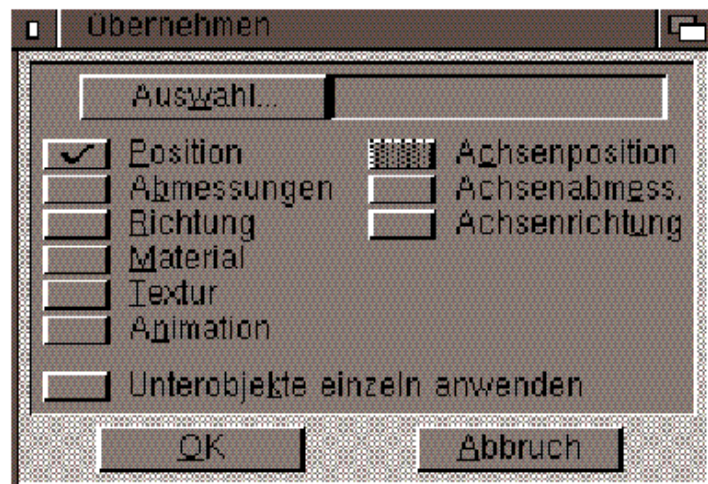 Übernehmen
Auswahl...
Position Achsenposition
Abmessungen Achsenabmess.
Richtung Achsenrichtung
Material
Textur
Animation
Unterobjekte einzeln anwenden
OK Abbruch